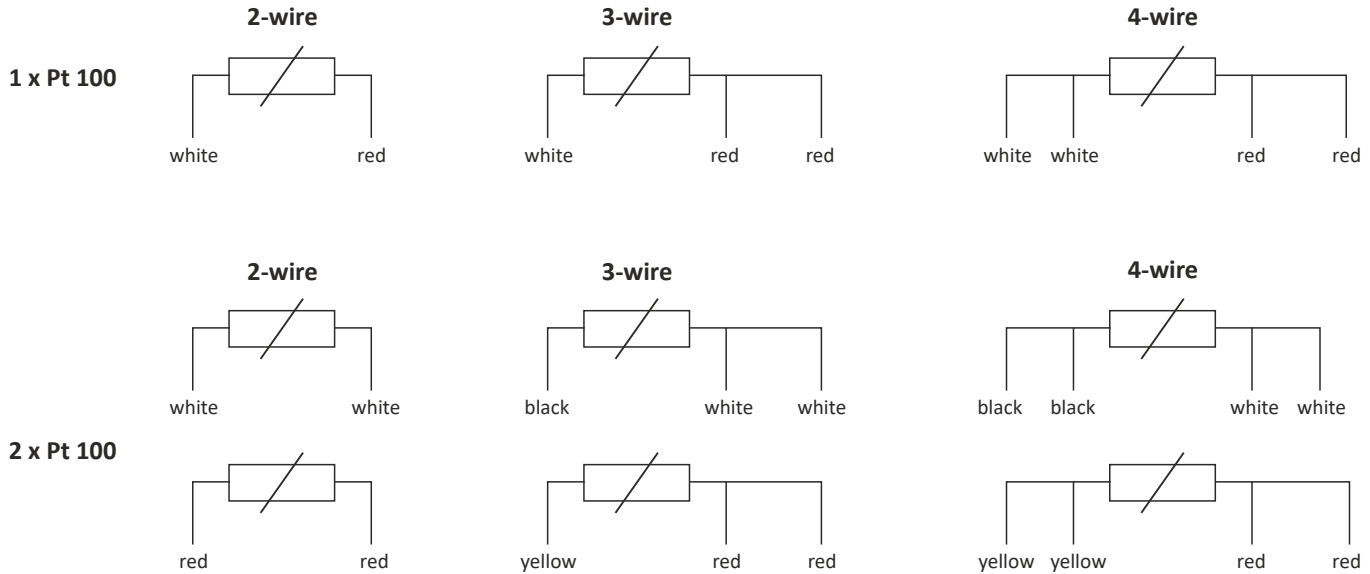 2-wire 3-wire 4-wire
1 x Pt 100
white red white red red white white red red
2-wire 3-wire 4-wire
white white black white white black black white white
2 x Pt 100
red red yellow red red yellow yellow red red